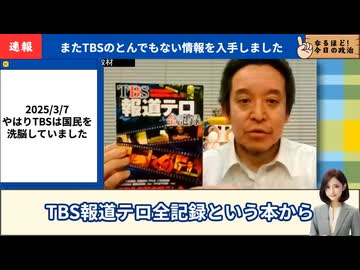 速報
またTBSのとんでもない情報を入手しました
なるほど!
今日の政治
2025/3/7
やはりTBSは国民を
洗脳していました
取材
TBS
報道テロ
全記録
TBS報道テロ全記録という本から